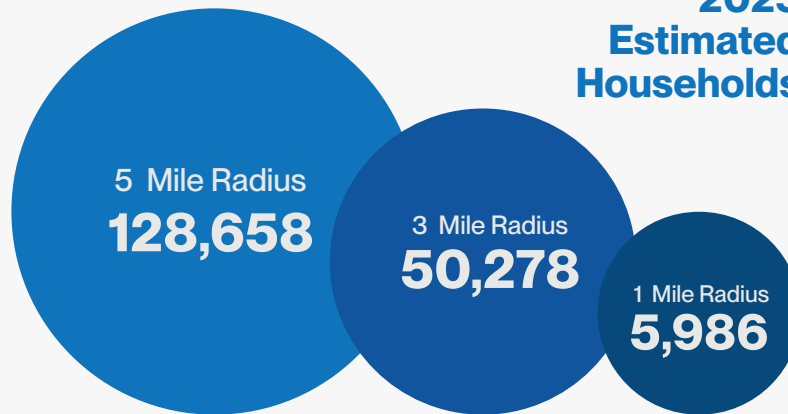 Estimated
Households
5 Mile Radius
128,658
3 Mile Radius
50,278
1 Mile Radius
5,986